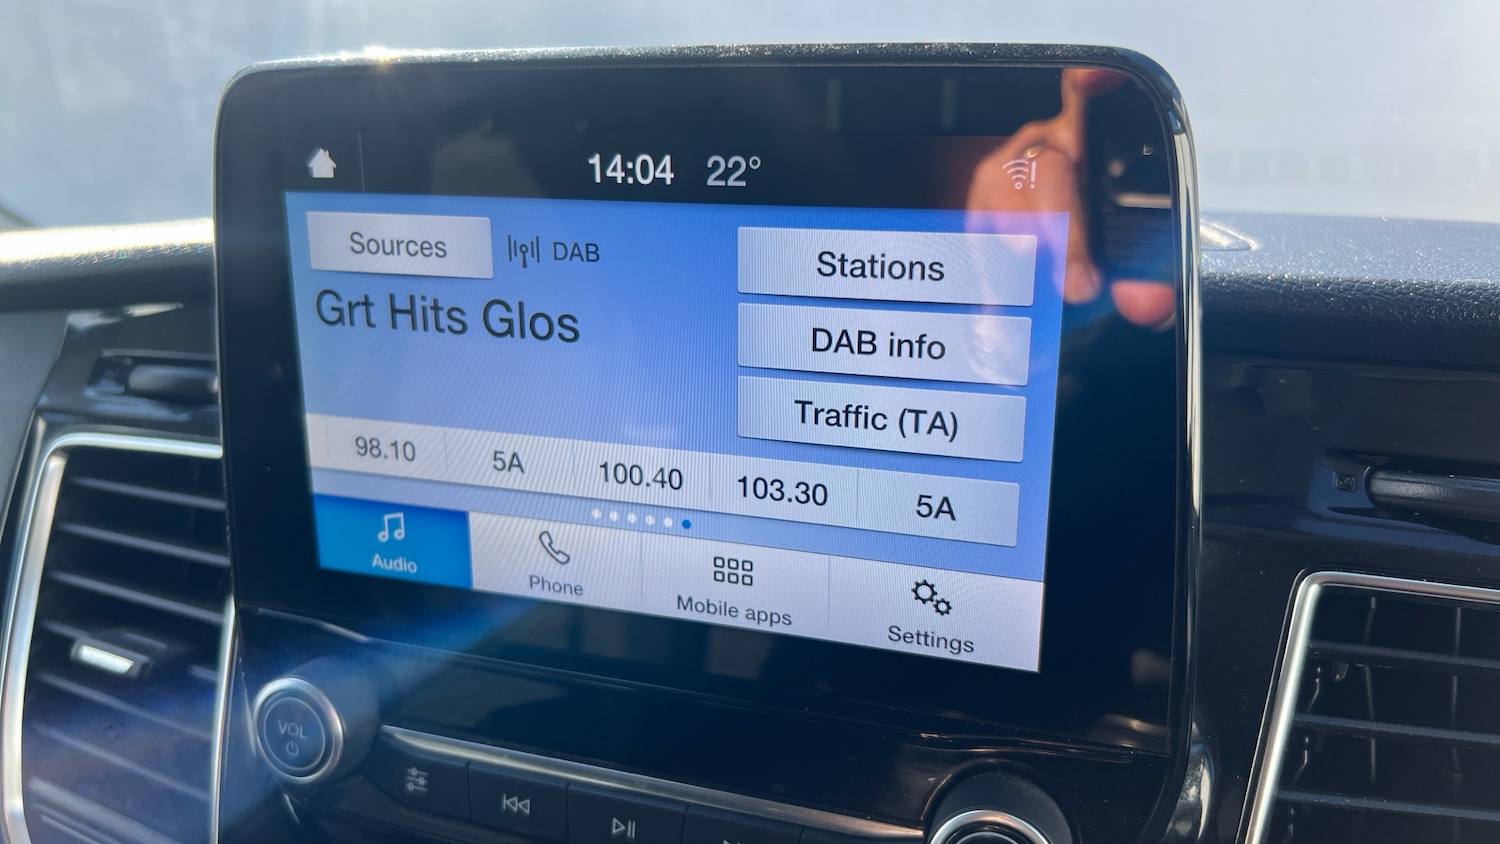 14:04 22°
Sources DAB
Stations
Grt Hits Glos
DAB info
Traffic (TA)
98.10 5A 100.40 103.30 5A
Audio Phone Mobile apps Settings
VOL